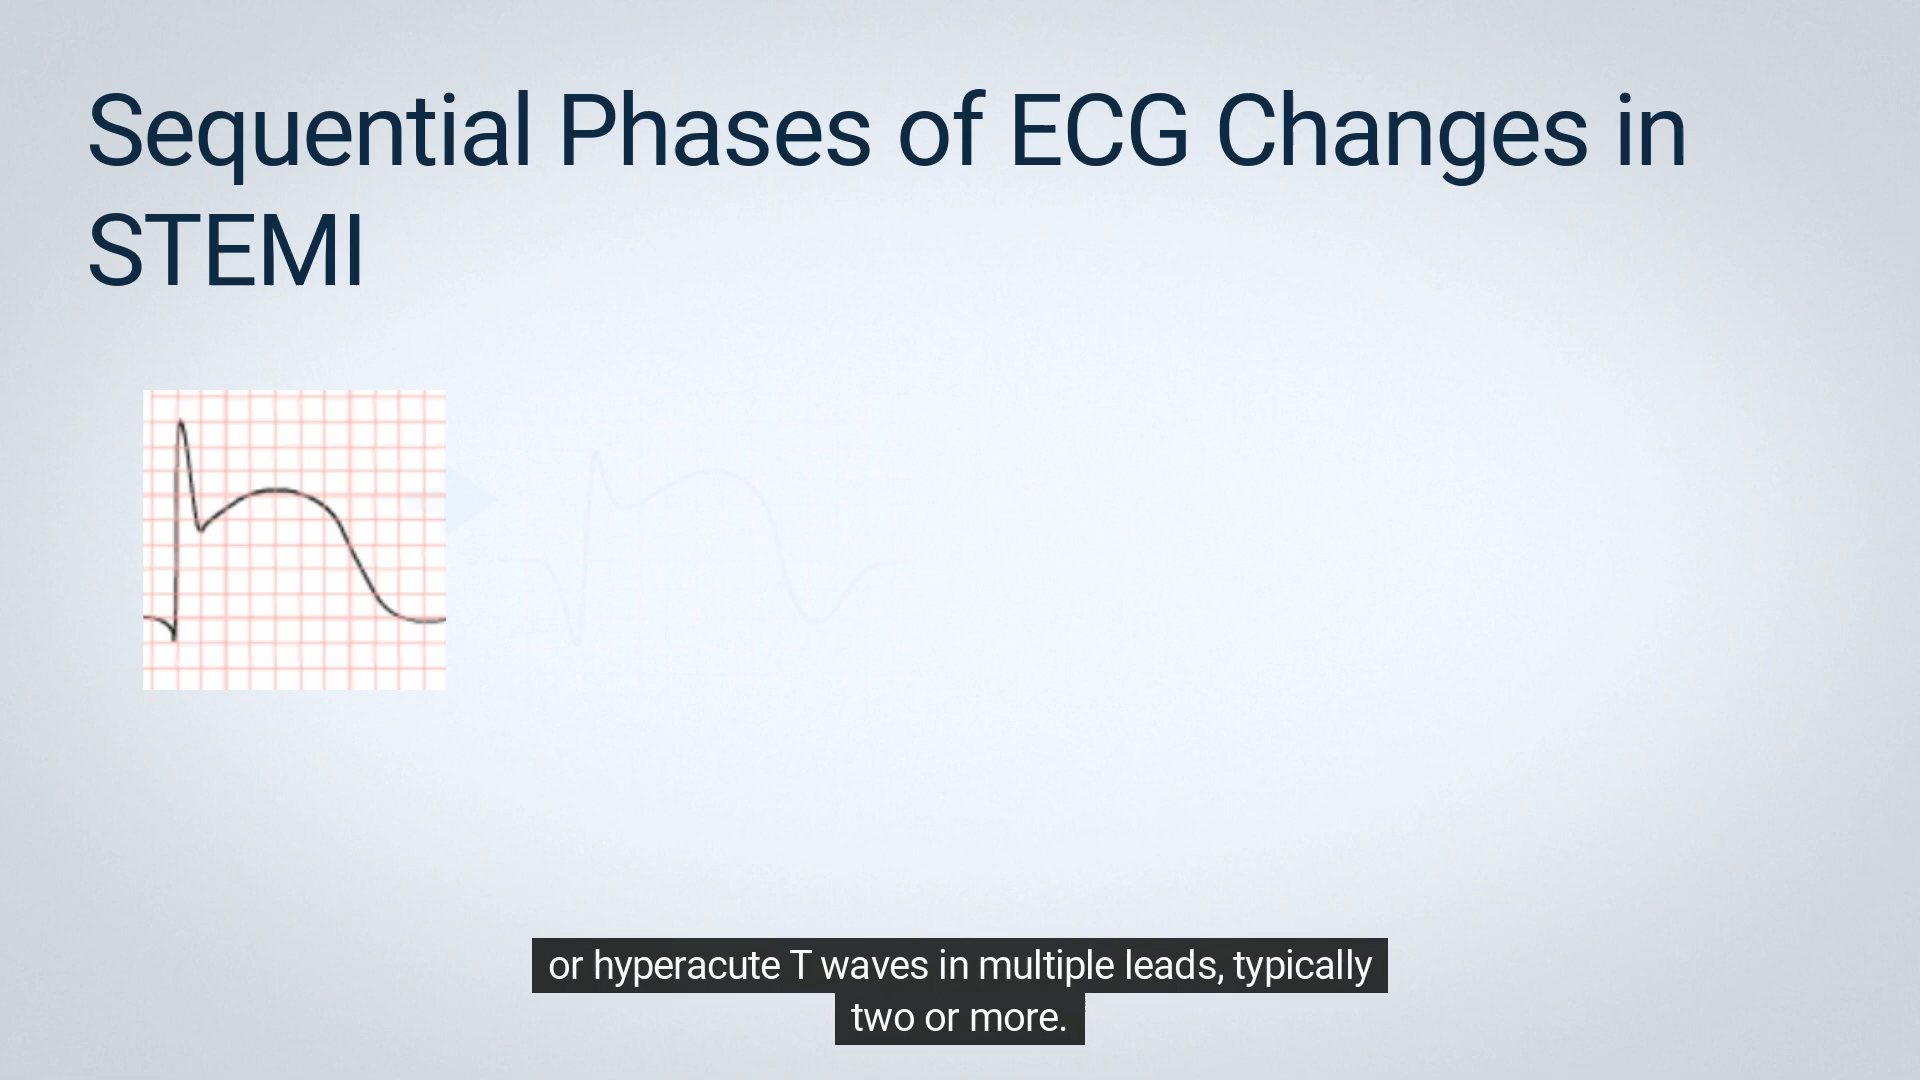 Sequential Phases of ECG Changes in
STEMI
or hyperacute T waves in multiple leads, typically
two or more.